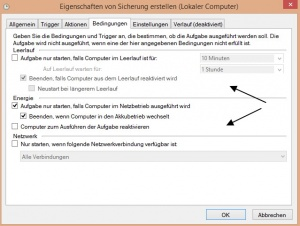 Eigenschaften von Sicherung erstellen (Lokaler Computer)
Allgemein Trigger Aktionen Bedingungen Einstellungen Verlauf (deaktiviert)
Geben Sie die Bedingungen und Trigger an, die bestimmen, ob die Aufgabe ausgeführt werden soll. Die
Aufgabe wird nicht ausgeführt, wenn eine der hier angegebenen Bedingungen nicht erfüllt ist.
Leerlauf
Aufgabe nur starten, falls Computer im Leerlauf ist für: 10 Minuten
Auf Leerlauf warten für: 1 Stunde
Beenden, falls Computer aus dem Leerlauf reaktiviert wird
Neustart bei längerem Leerlauf
Energie
Aufgabe nur starten, falls Computer im Netzbetrieb ausgeführt wird
Beenden, wenn Computer in den Akkubetrieb wechselt
Computer zum Ausführen der Aufgabe reaktivieren
Netzwerk
Nur starten, wenn folgende Netzwerkverbindung verfügbar ist:
Alle Verbindungen
OK Abbrechen